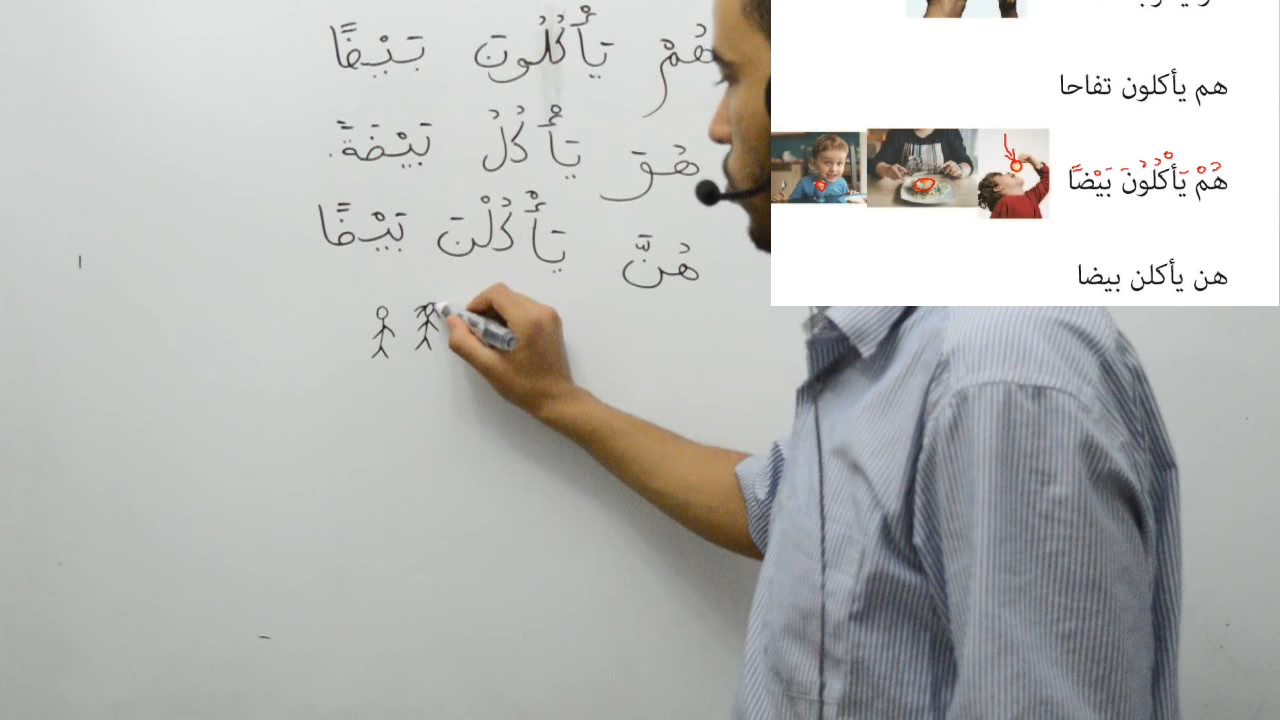 هُمْ يَأْكُلُونَ بَيْضًا
هُوَ يَأْكُلُ بَيْضَةً.
هُنَّ يَأْكُلْنَ بَيْضًا
هم يأكلون تفاحا
هُمْ يَأْكُلُونَ بَيْضًا
هن يأكلن بيضا